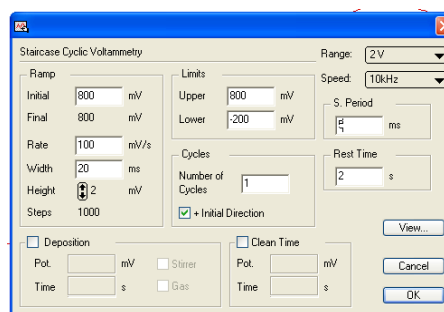 Staircase Cyclic Voltammetry
Range: 2 V
Speed: 10kHz
Ramp
Initial 800 mV
Final 800 mV
Rate 100 mV/s
Width 20 ms
Height 2 mV
Steps 1000
Limits
Upper 800 mV
Lower -200 mV
Cycles
Number of Cycles 1
+ Initial Direction
S. Period
ms
Rest Time
2 s
Deposition
Pot. mV
Time s
Stirrer
Gas
Clean Time
Pot. mV
Time s
View...
Cancel
OK